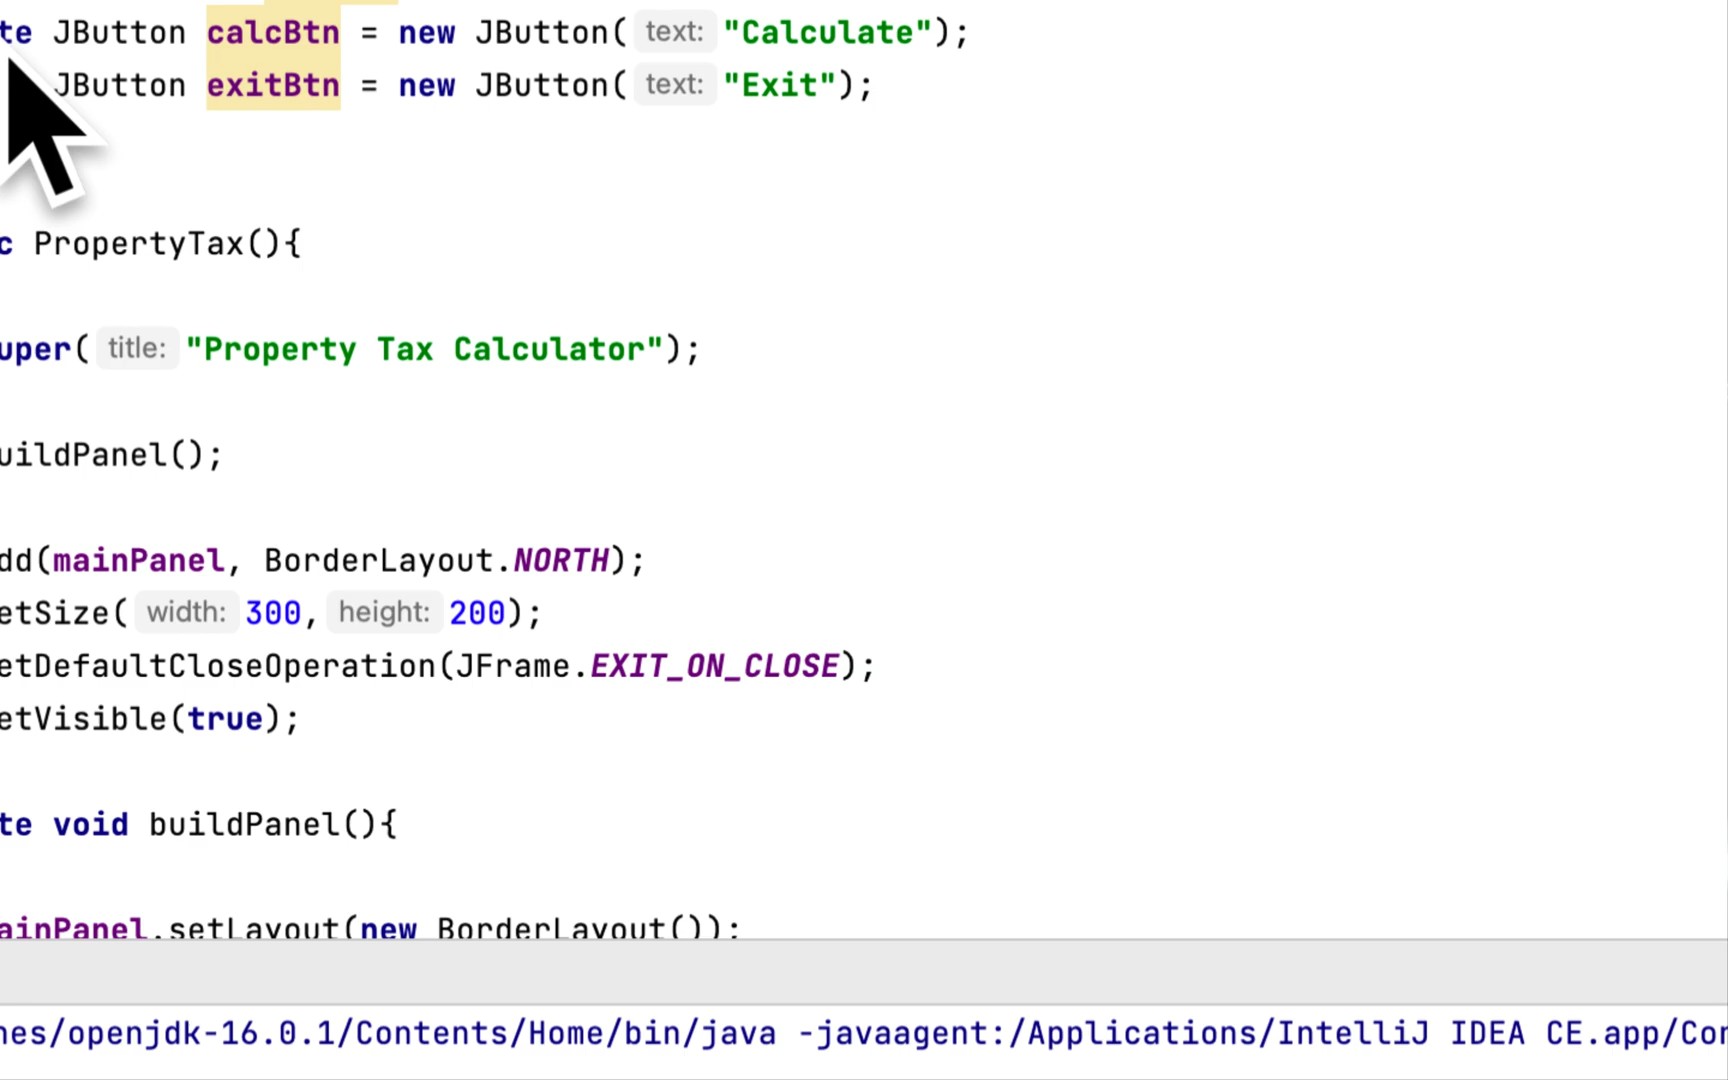 te JButton calcBtn = new JButton( text: "Calculate");
JButton exitBtn = new JButton( text: "Exit");
c PropertyTax(){
uper( title: "Property Tax Calculator");
uildPanel();
dd(mainPanel, BorderLayout.NORTH);
etSize( width: 300, height: 200);
etDefaultCloseOperation(JFrame.EXIT_ON_CLOSE);
etVisible(true);
te void buildPanel(){
ainPanel.setLayout(new BorderLayout());
nes/openjdk-16.0.1/Contents/Home/bin/java -javaagent:/Applications/IntelliJ IDEA CE.app/Con